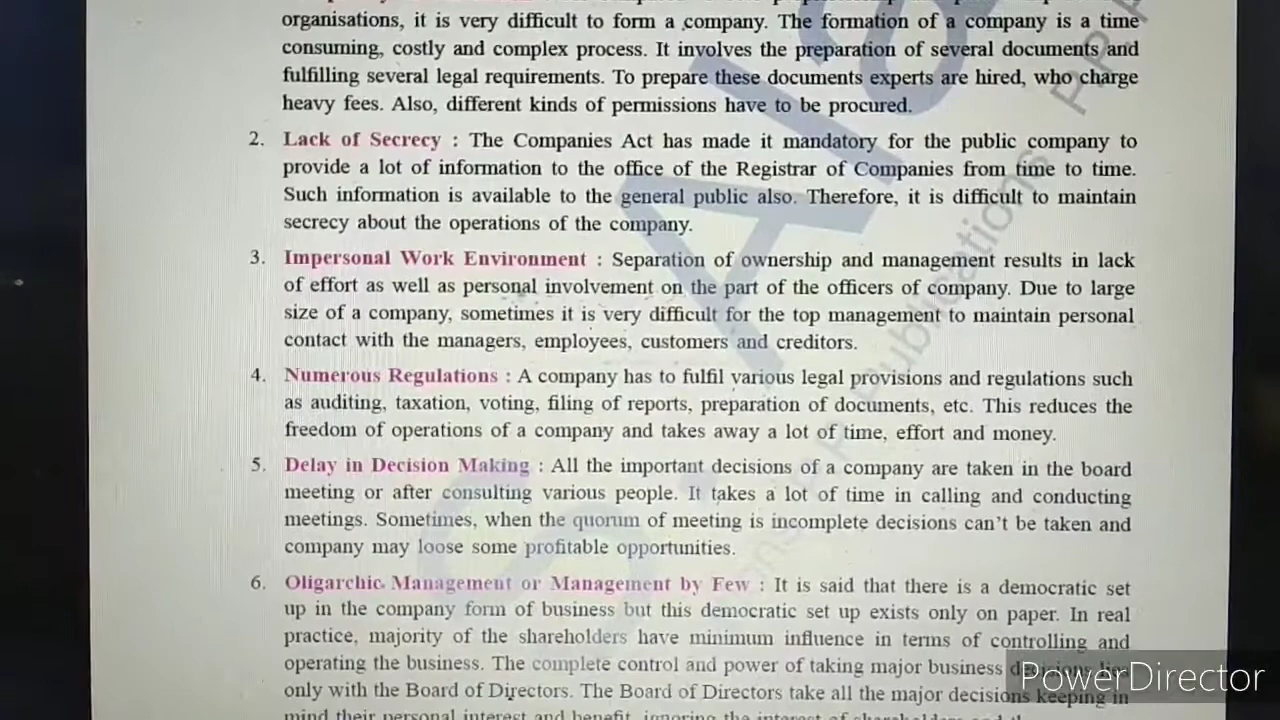 organisations, it is very difficult to form a company. The formation of a company is a time
consuming, costly and complex process. It involves the preparation of several documents and
fulfilling several legal requirements. To prepare these documents experts are hired, who charge
heavy fees. Also, different kinds of permissions have to be procured.
2. Lack of Secrecy : The Companies Act has made it mandatory for the public company to
provide a lot of information to the office of the Registrar of Companies from time to time.
Such information is available to the general public also. Therefore, it is difficult to maintain
secrecy about the operations of the company.
3. Impersonal Work Environment : Separation of ownership and management results in lack
of effort as well as personal involvement on the part of the officers of company. Due to large
size of a company, sometimes it is very difficult for the top management to maintain personal
contact with the managers, employees, customers and creditors.
4. Numerous Regulations : A company has to fulfil various legal provisions and regulations such
as auditing, taxation, voting, filing of reports, preparation of documents, etc. This reduces the
freedom of operations of a company and takes away a lot of time, effort and money.
5. Delay in Decision Making : All the important decisions of a company are taken in the board
meeting or after consulting various people. It takes a lot of time in calling and conducting
meetings. Sometimes, when the quorum of meeting is incomplete decisions can't be taken and
company may loose some profitable opportunities.
6. Oligarchic Management or Management by Few : It is said that there is a democratic set
up in the company form of business but this democratic set up exists only on paper. In real
practice, majority of the shareholders have minimum influence in terms of controlling and
operating the business. The complete control and power of taking major business
only with the Board of Directors. The Board of Directors take all the major decisions keeping in
mind their personal interest and benefit, ignoring the interest of
PowerDirector
Publications